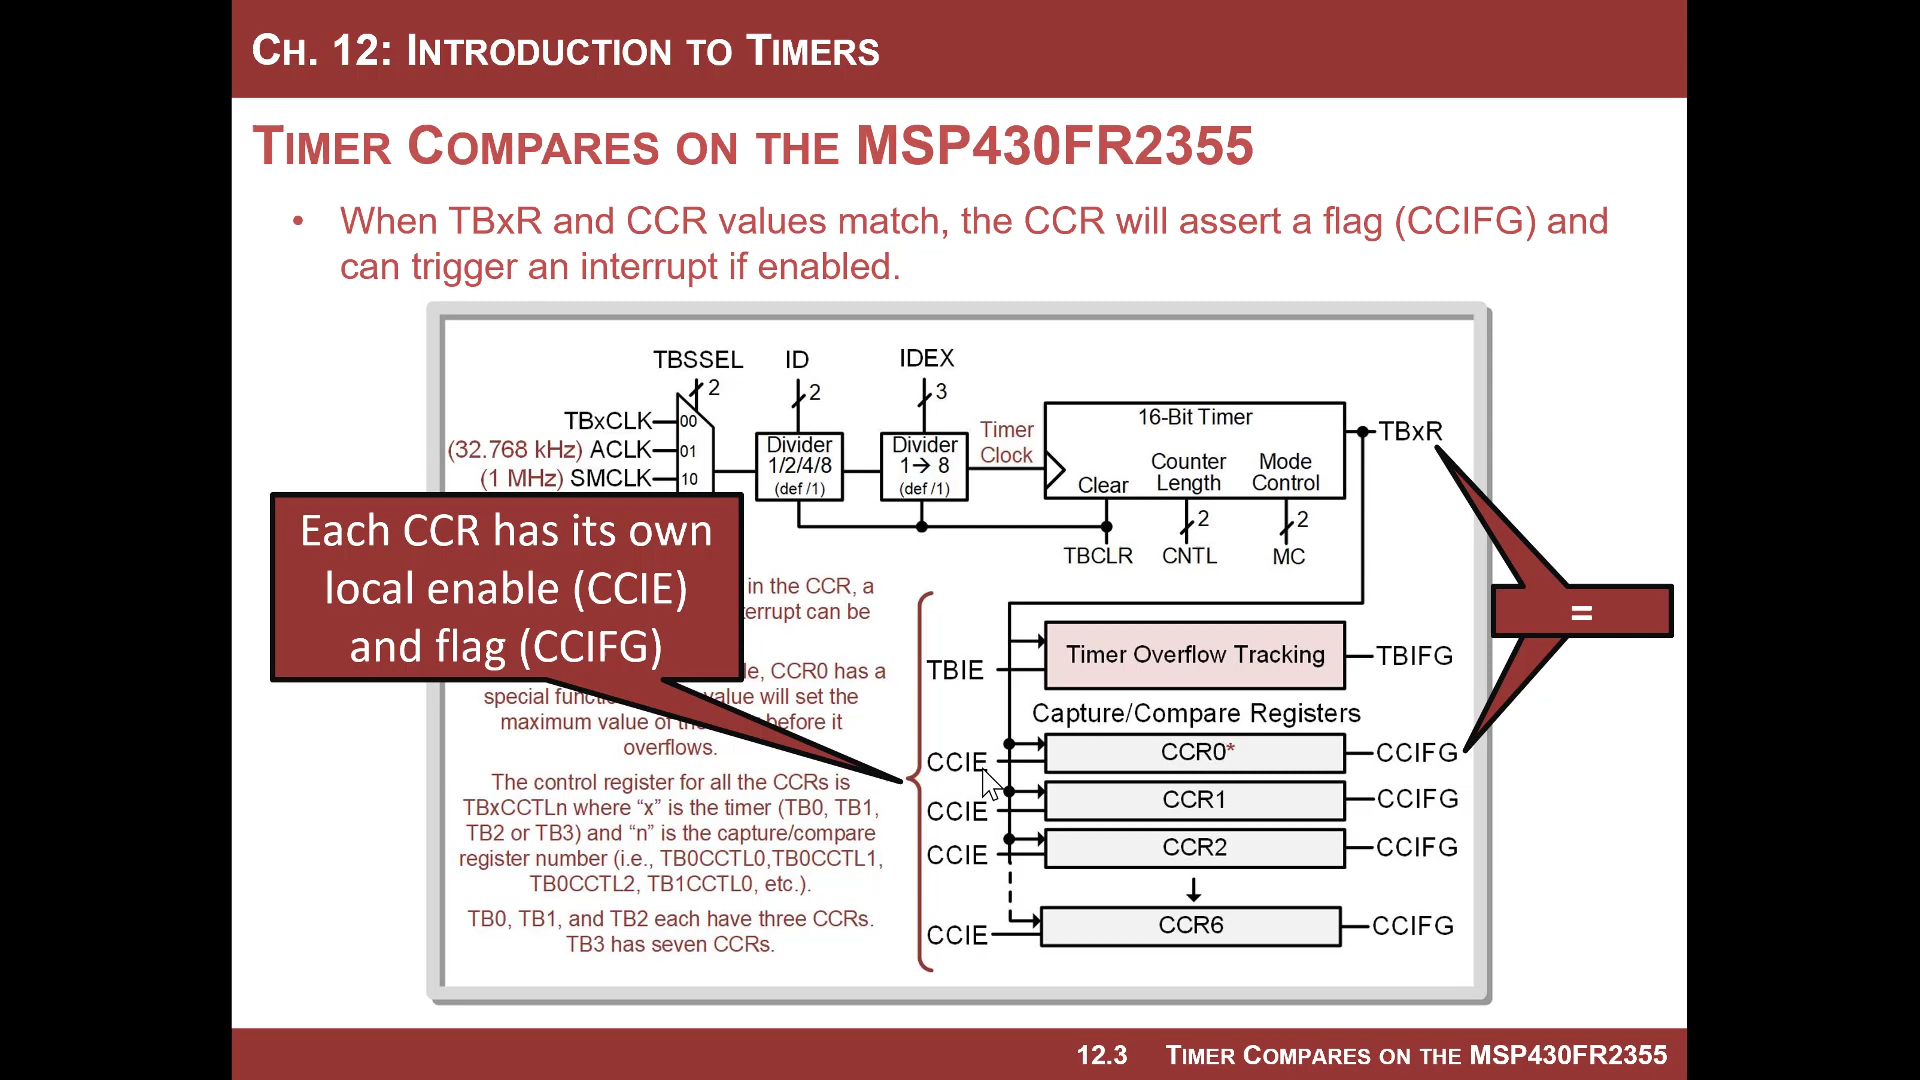 CH. 12: INTRODUCTION TO TIMERS
TIMER COMPARES ON THE MSP430FR2355
• When TBxR and CCR values match, the CCR will assert a flag (CCIFG) and
can trigger an interrupt if enabled.
TBSSEL ID IDEX
2 2 3
TBxCLK 00
(32.768 kHz) ACLK 01
(1 MHz) SMCLK 10
Divider
1/2/4/8
(def /1)
Divider
1→ 8
(def /1)
Timer
Clock
16-Bit Timer
Clear
Counter
Length
Mode
Control
TBxR
2 2
TBCLR CNTL MC
Each CCR has its own
local enable (CCIE)
and flag (CCIFG)
=
in the CCR, a
can be
CCR0 has a
special value will set the
maximum value of before it
overflows.
The control register for all the CCRs is
TBxCCTLn where “x” is the timer (TB0, TB1,
TB2 or TB3) and “n” is the capture/compare
register number (i.e., TB0CCTL0,TB0CCTL1,
TB0CCTL2, TB1CCTL0, etc.).
TB0, TB1, and TB2 each have three CCRs.
TB3 has seven CCRs.
TBIE Timer Overflow Tracking TBIFG
Capture/Compare Registers
CCIE CCR0* CCIFG
CCIE CCR1 CCIFG
CCIE CCR2 CCIFG
CCIE CCR6 CCIFG
12.3 TIMER COMPARES ON THE MSP430FR2355